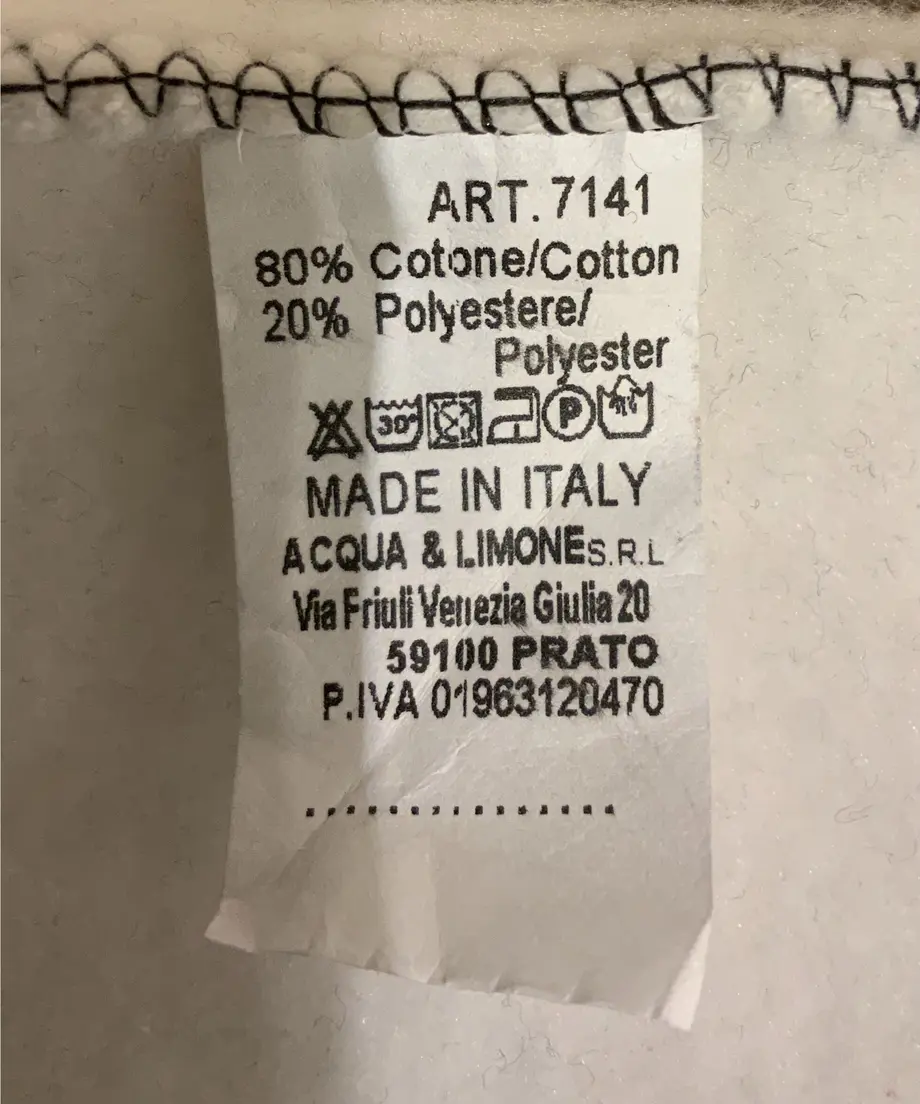 ART. 7141
80% Cotone/Cotton
20% Polyestere/
Polyester
30° P
MADE IN ITALY
ACQUA & LIMONE S.R.L
Via Friuli Venezia Giulia 20
59100 PRATO
P.IVA 01963120470